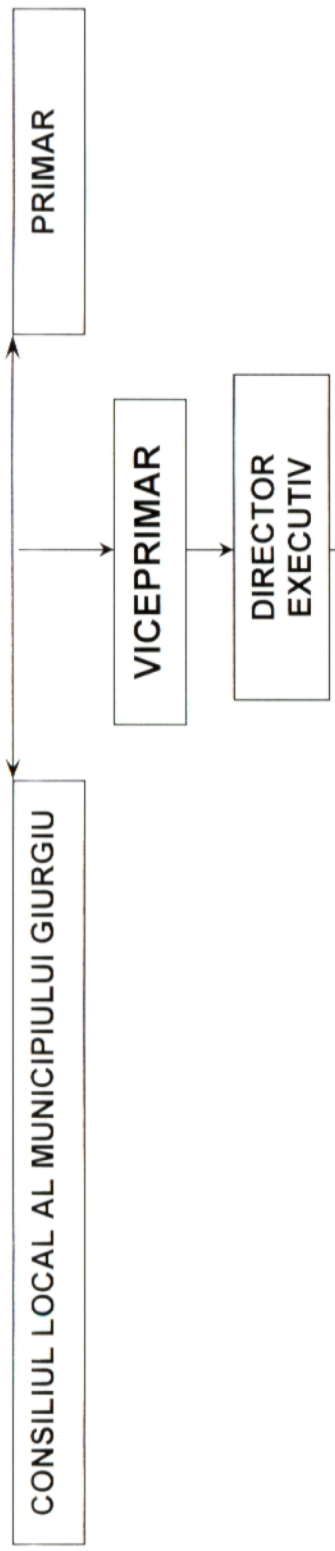 CONSILIUL LOCAL AL MUNICIPIULUI GIURGIU
PRIMAR
VICEPRIMAR
DIRECTOR
EXECUTIV